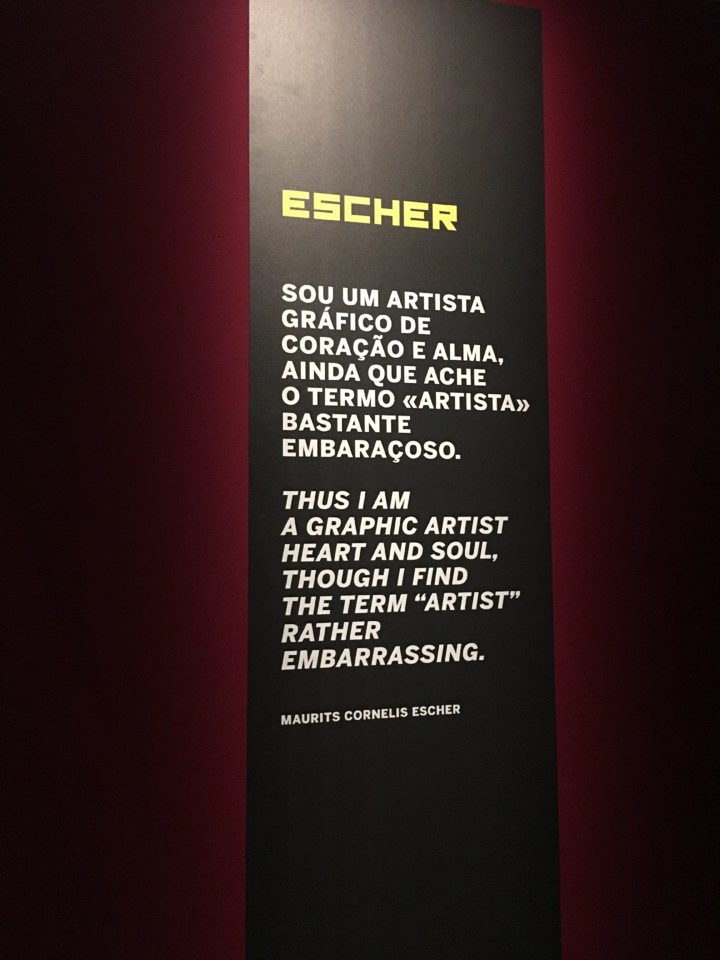 ESCHER
SOU UM ARTISTA
GRÁFICO DE
CORAÇÃO E ALMA,
AINDA QUE ACHE
O TERMO «ARTISTA»
BASTANTE
EMBARAÇOSO.
THUS I AM
A GRAPHIC ARTIST
HEART AND SOUL,
THOUGH I FIND
THE TERM “ARTIST”
RATHER
EMBARRASSING.
MAURITS CORNELIS ESCHER